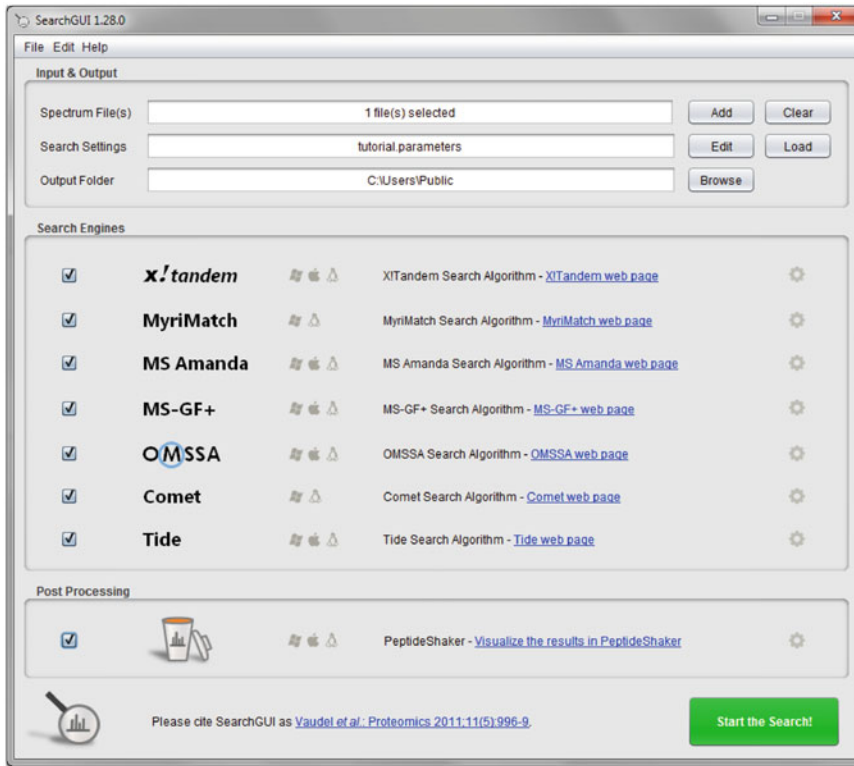 SearchGUI 1.28.0
File Edit Help
Input & Output
Spectrum File(s) 1 file(s) selected Add Clear
Search Settings tutorial.parameters Edit Load
Output Folder C:\Users\Public Browse
Search Engines
X! tandem X!Tandem Search Algorithm - X!Tandem web page
MyriMatch MyriMatch Search Algorithm - MyriMatch web page
MS Amanda MS Amanda Search Algorithm - MS Amanda web page
MS-GF+ MS-GF+ Search Algorithm - MS-GF+ web page
OMSSA OMSSA Search Algorithm - OMSSA web page
Comet Comet Search Algorithm - Comet web page
Tide Tide Search Algorithm - Tide web page
Post Processing
PeptideShaker - Visualize the results in PeptideShaker
Please cite SearchGUI as Vaudel et al.: Proteomics 2011;11(5):996-9.
Start the Search!